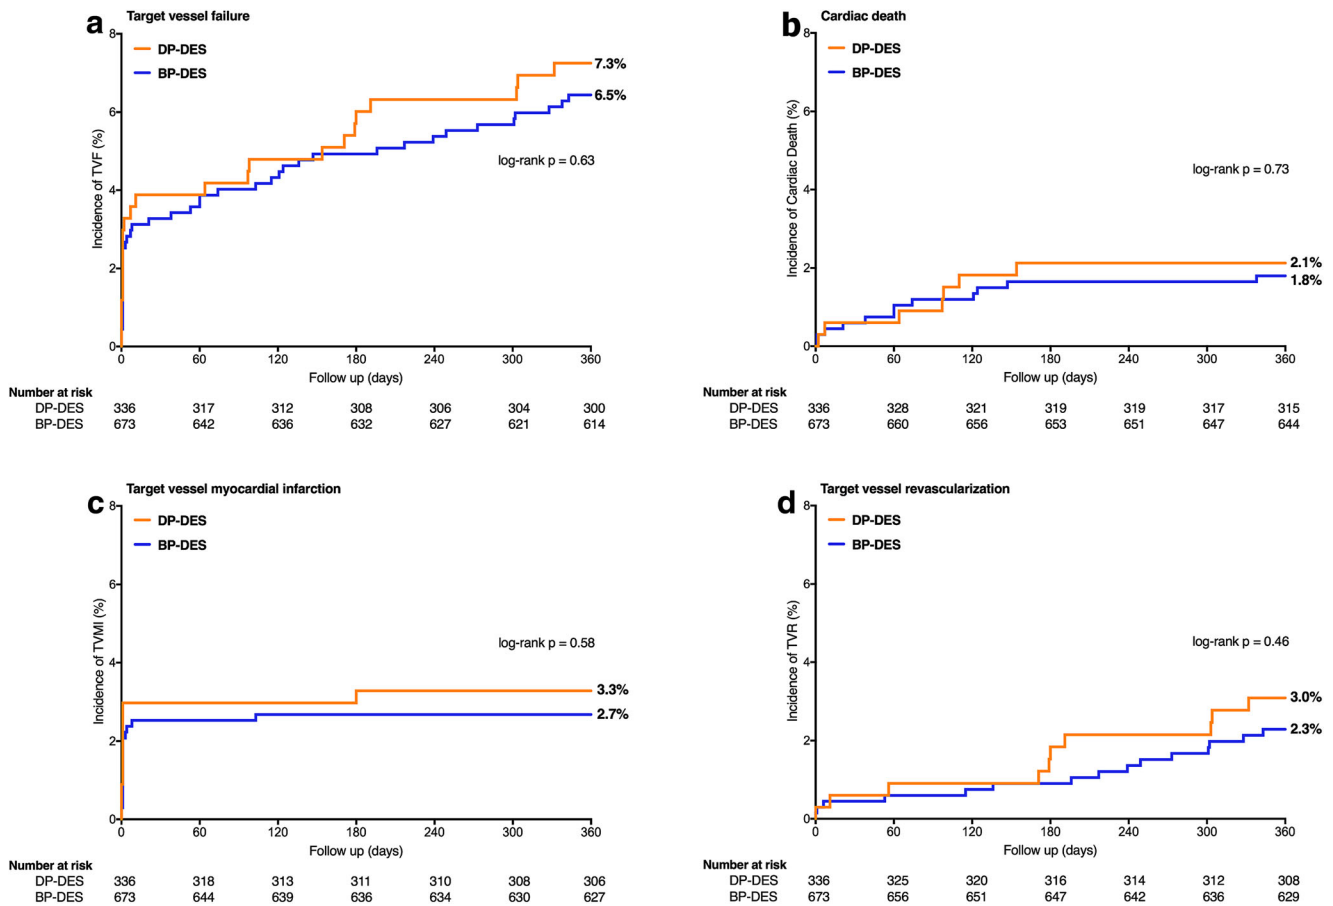 a Target vessel failure
DP-DES
BP-DES
Incidence of TVF (%)
8
6
4
2
0
7.3%
6.5%
log-rank p = 0.63
0 60 120 180 240 300 360
Follow up (days)
Number at risk
DP-DES 336 317 312 308 306 304 300
BP-DES 673 642 636 632 627 621 614
b Cardiac death
DP-DES
BP-DES
Incidence of Cardiac Death (%)
8
6
4
2
0
log-rank p = 0.73
2.1%
1.8%
0 60 120 180 240 300 360
Follow up (days)
Number at risk
DP-DES 336 328 321 319 319 317 315
BP-DES 673 660 656 653 651 647 644
c Target vessel myocardial infarction
DP-DES
BP-DES
Incidence of TVMI (%)
8
6
4
2
0
log-rank p = 0.58
3.3%
2.7%
0 60 120 180 240 300 360
Follow up (days)
Number at risk
DP-DES 336 318 313 311 310 308 306
BP-DES 673 644 639 636 634 630 627
d Target vessel revascularization
DP-DES
BP-DES
Incidence of TVR (%)
8
6
4
2
0
log-rank p = 0.46
3.0%
2.3%
0 60 120 180 240 300 360
Follow up (days)
Number at risk
DP-DES 336 325 320 316 314 312 308
BP-DES 673 656 651 647 642 636 629